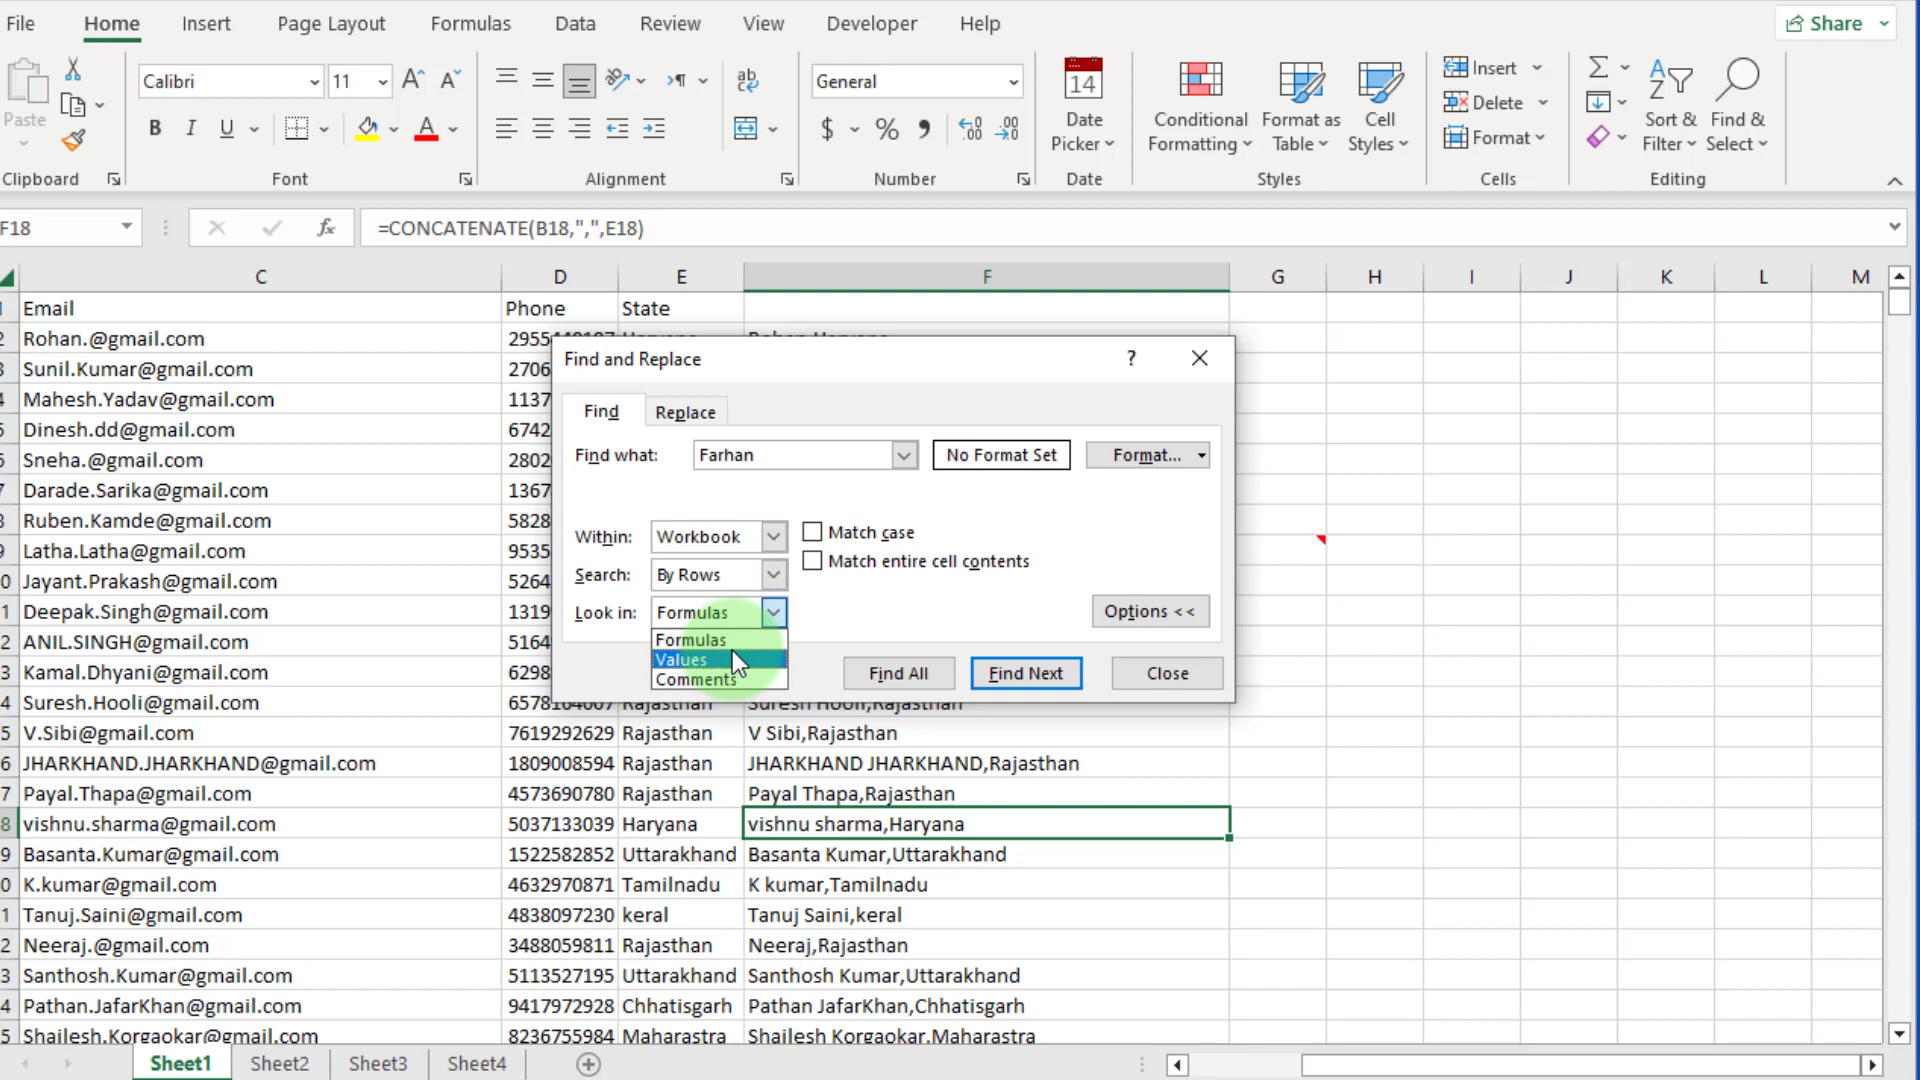 File Home Insert Page Layout Formulas Data Review View Developer Help Share
Calibri 11 General
Insert
Delete
Format
Paste
Date Picker
Conditional Formatting
Format as Table
Cell Styles
Sort & Filter
Find & Select
B I U $ % .00
Clipboard Font Alignment Number Date Styles Cells Editing
F18 fx =CONCATENATE(B18,",",E18)
C D E F G H I J K L M
Email Phone State
Rohan.@gmail.com
Sunil.Kumar@gmail.com 2706
Mahesh.Yadav@gmail.com 1137
Dinesh.dd@gmail.com 6742
Sneha.@gmail.com 2802
Darade.Sarika@gmail.com 1367
Ruben.Kamde@gmail.com 5828
Latha.Latha@gmail.com 9535
Jayant.Prakash@gmail.com 5264
Deepak.Singh@gmail.com 1319
ANIL.SINGH@gmail.com 5164
Kamal.Dhyani@gmail.com 6298
Suresh.Hooli@gmail.com Rajasthan Suresh Hooli,Rajasthan
V.Sibi@gmail.com 7619292629 Rajasthan V Sibi,Rajasthan
JHARKHAND.JHARKHAND@gmail.com 1809008594 Rajasthan JHARKHAND JHARKHAND,Rajasthan
Payal.Thapa@gmail.com 4573690780 Rajasthan Payal Thapa,Rajasthan
vishnu.sharma@gmail.com 5037133039 Haryana vishnu sharma,Haryana
Basanta.Kumar@gmail.com 1522582852 Uttarakhand Basanta Kumar,Uttarakhand
K.kumar@gmail.com 4632970871 Tamilnadu K kumar,Tamilnadu
Tanuj.Saini@gmail.com 4838097230 keral Tanuj Saini,keral
Neeraj.@gmail.com 3488059811 Rajasthan Neeraj,Rajasthan
Santhosh.Kumar@gmail.com 5113527195 Uttarakhand Santhosh Kumar,Uttarakhand
Pathan.JafarKhan@gmail.com 9417972928 Chhatisgarh Pathan JafarKhan,Chhatisgarh
Shailesh.Korgaokar@gmail.com 8236755984 Maharastra Shailesh Korgaokar,Maharastra
Find and Replace ?
Find Replace
Find what: Farhan No Format Set Format...
Within: Workbook Match case
Match entire cell contents
Search: By Rows
Look in: Formulas Options <<
Formulas
Values
Comments
Find All Find Next Close
Sheet1 Sheet2 Sheet3 Sheet4